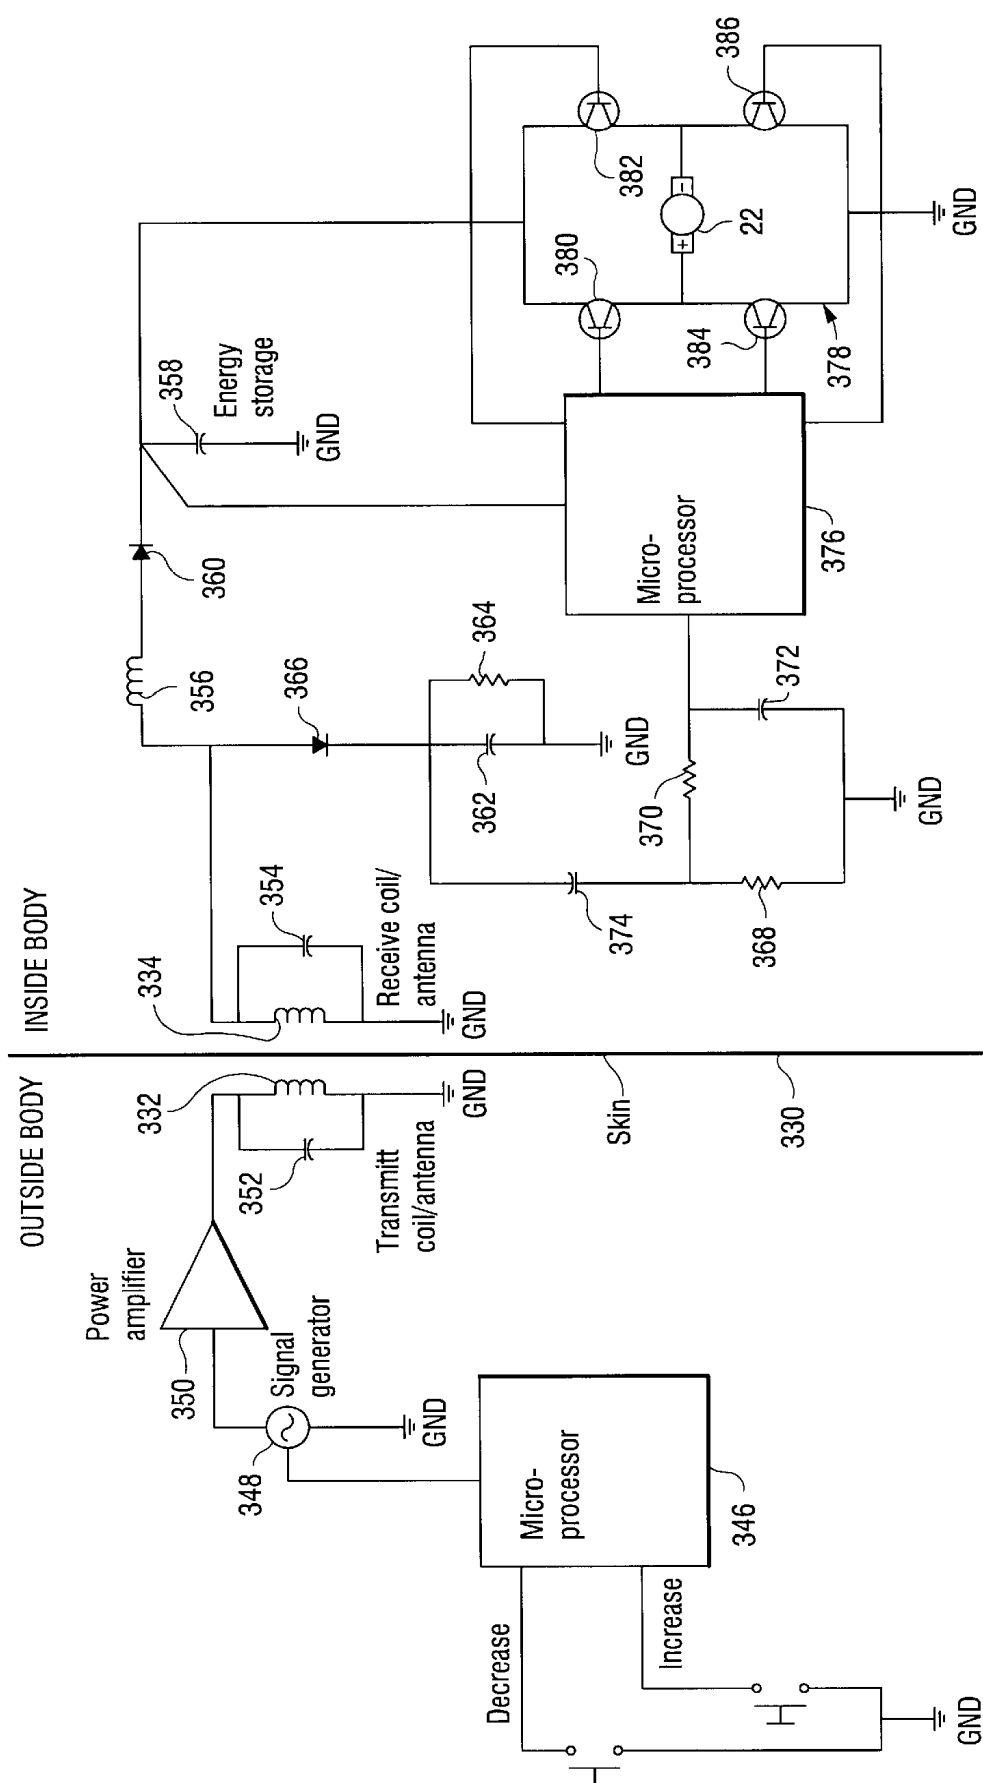 OUTSIDE BODY
INSIDE BODY
Power
amplifier
350
Signal
generator
348
GND
Micro-
processor
346
Decrease
Increase
GND
332
352
Transmitt
coil/antenna
GND
Skin
330
334
354
Receive coil/
antenna
GND
356
360
358
Energy
storage
GND
366
364
362
GND
374
370
368
372
GND
Micro-
processor
376
380
382
384
386
+
-
22
378
GND